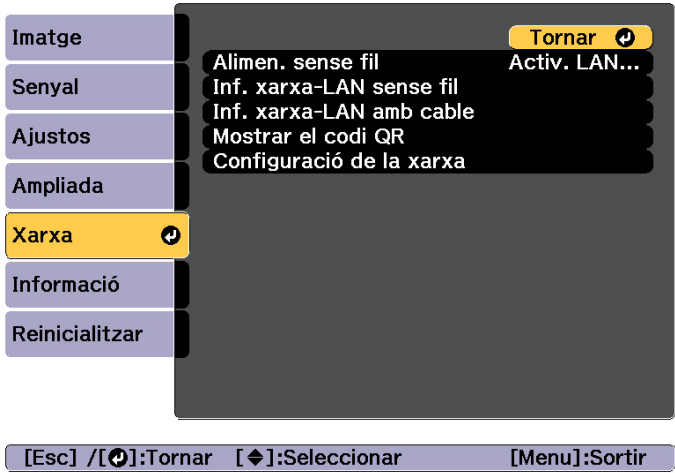 Imatge
Senyal
Ajustos
Ampliada
Xarxa
Informació
Reinicialitzar
Tornar
Alimen. sense fil Activ. LAN...
Inf. xarxa-LAN sense fil
Inf. xarxa-LAN amb cable
Mostrar el codi QR
Configuració de la xarxa
[Esc] /[⏎]:Tornar [◆]:Seleccionar [Menu]:Sortir